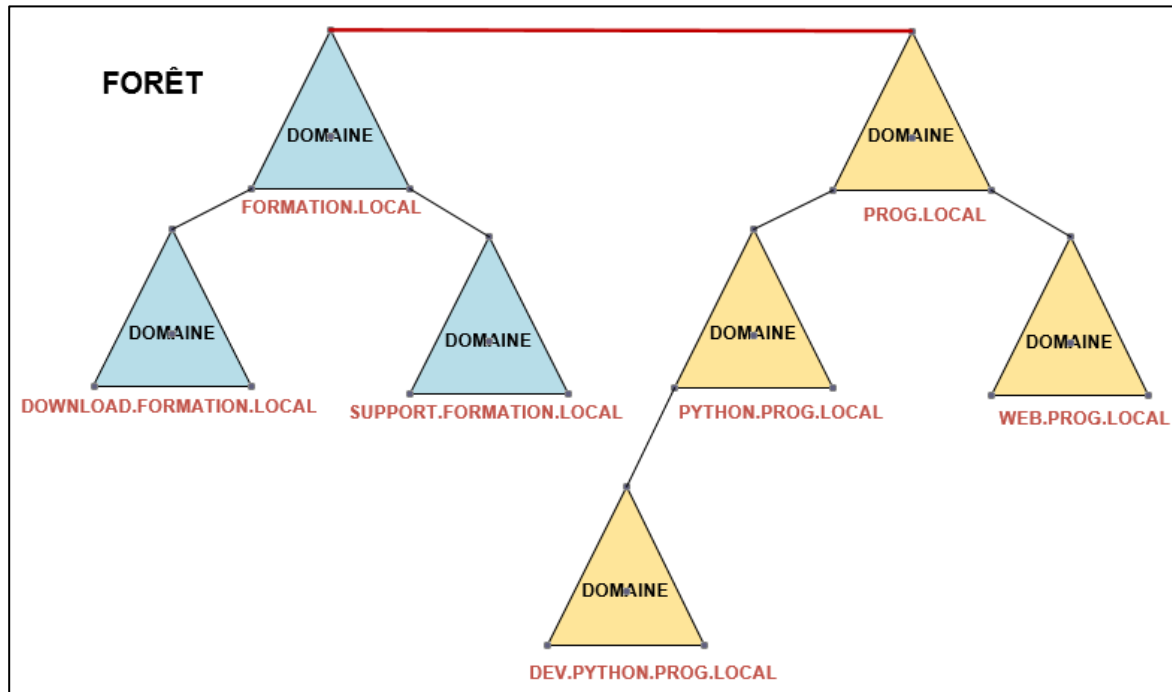 FORÊT
DOMAINE
FORMATION.LOCAL
DOMAINE
PROG.LOCAL
DOMAINE
DOWNLOAD.FORMATION.LOCAL
DOMAINE
SUPPORT.FORMATION.LOCAL
DOMAINE
PYTHON.PROG.LOCAL
DOMAINE
WEB.PROG.LOCAL
DOMAINE
DEV.PYTHON.PROG.LOCAL